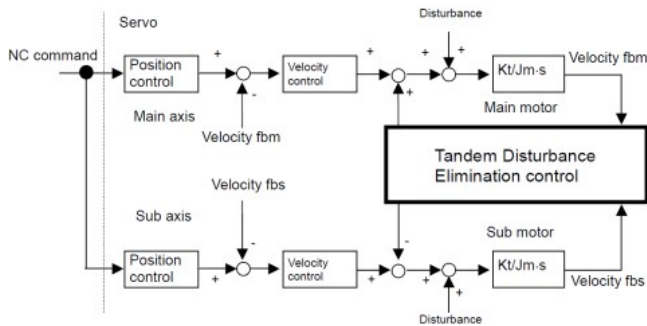 Servo
Disturbance
NC command
Position
control
+
-
Velocity
control
+
+
+
+
Kt/Jm·s
Velocity fbm
Main axis
Velocity fbm
Main motor
Tandem Disturbance
Elimination control
Velocity fbs
Sub axis
Sub motor
Position
control
-
+
Velocity
control
-
+
+
+
Kt/Jm·s
Velocity fbs
Disturbance